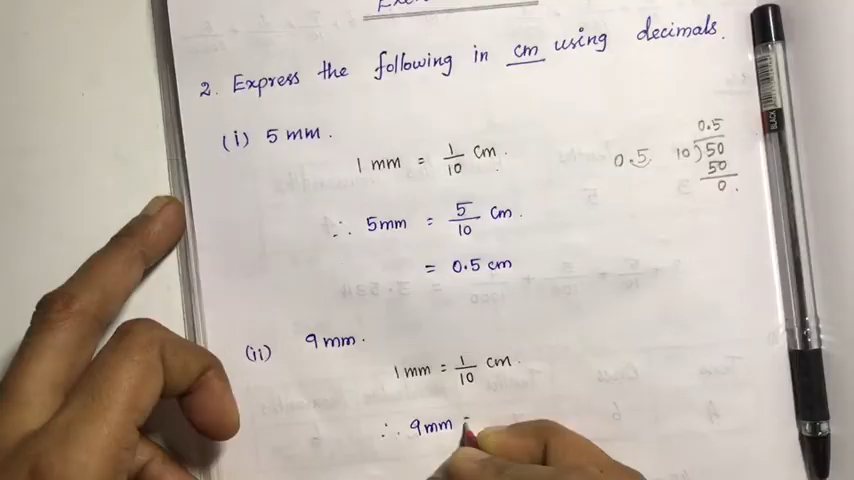 2. Express the following in cm using decimals.
(i) 5 mm.
1 mm = 1/10 cm.
∴ 5mm = 5/10 cm.
= 0.5 cm
0.5
0.5
10)50
50
0.
(ii) 9 mm.
1 mm = 1/10 cm.
∴ 9mm =
BLACK